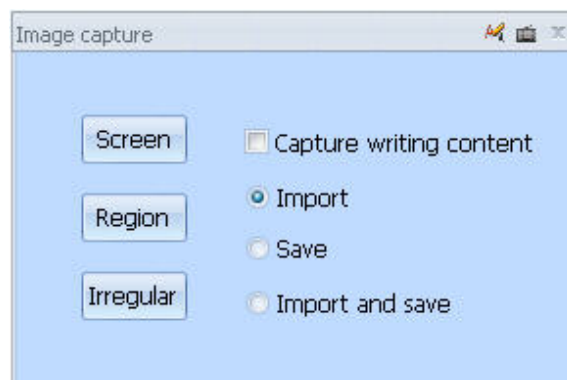 Image capture
Screen
Capture writing content
Import
Region
Save
Irregular
Import and save